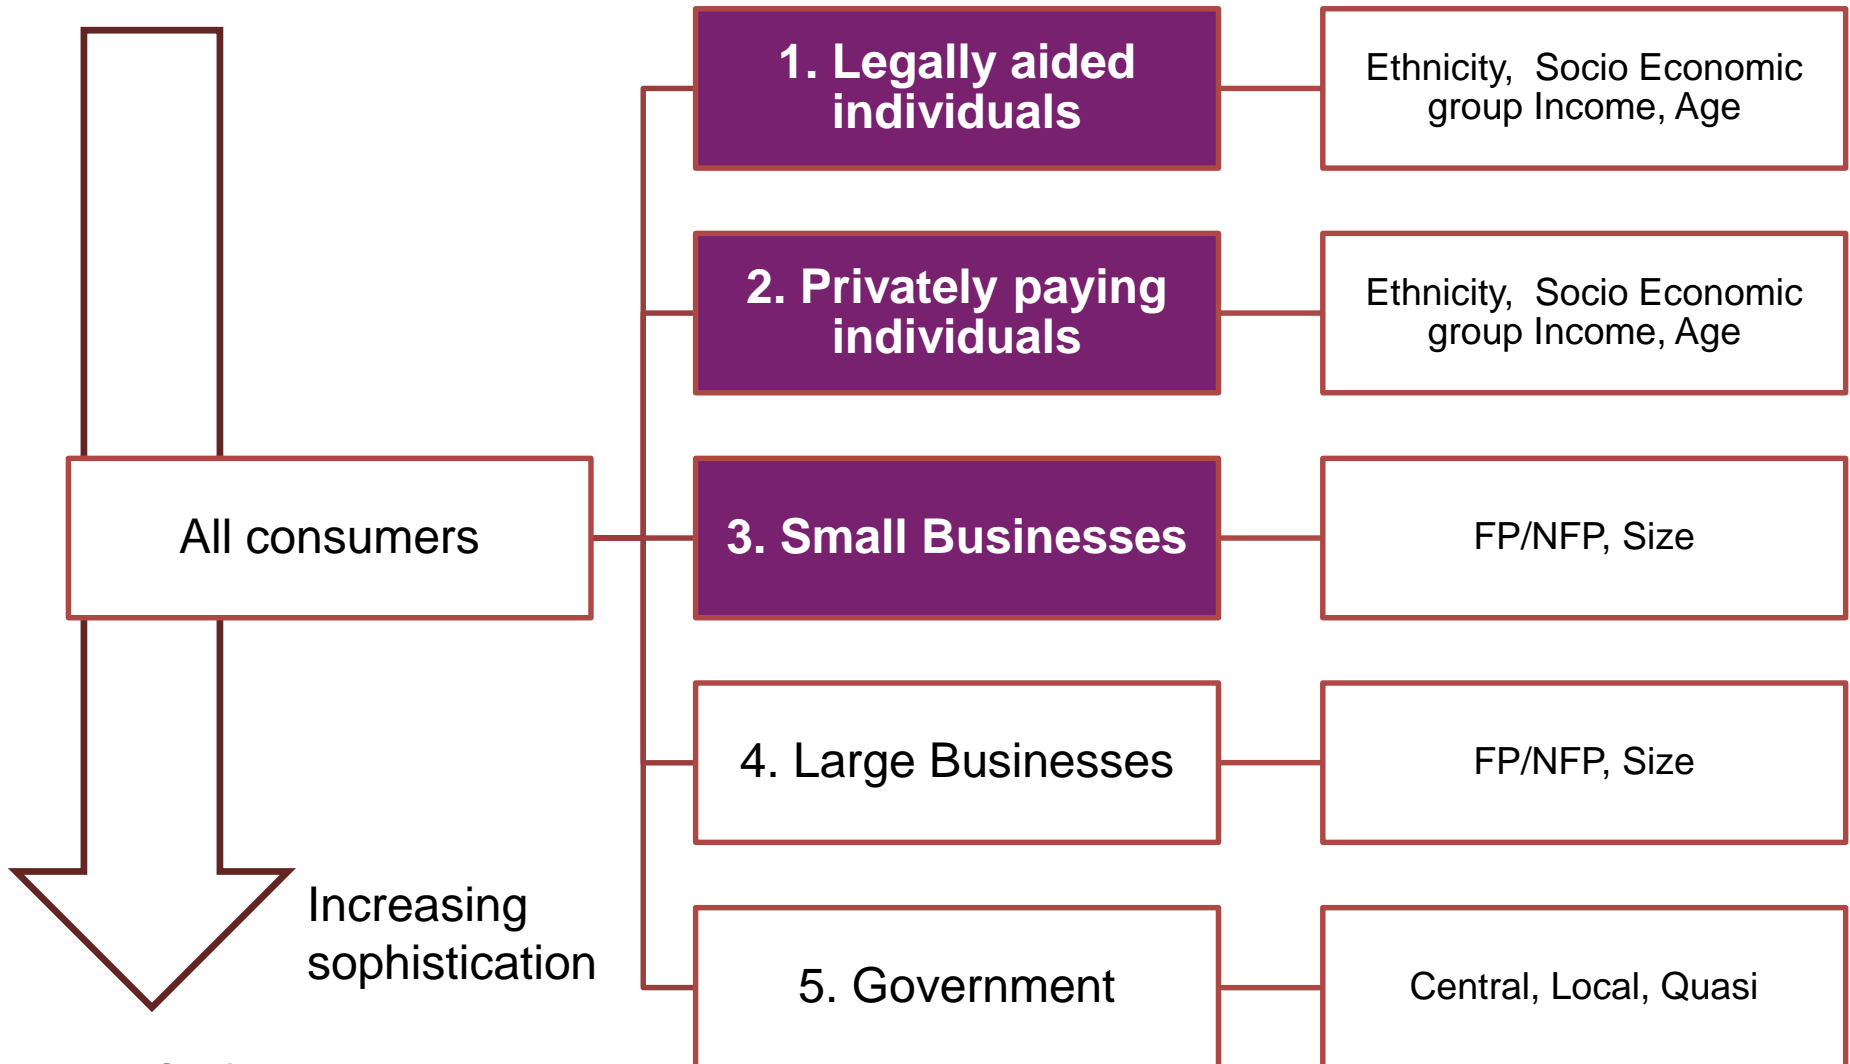 1. Legally aided
individuals
Ethnicity, Socio Economic
group Income, Age
2. Privately paying
individuals
Ethnicity, Socio Economic
group Income, Age
All consumers
3. Small Businesses
FP/NFP, Size
4. Large Businesses
FP/NFP, Size
Increasing
sophistication
5. Government
Central, Local, Quasi